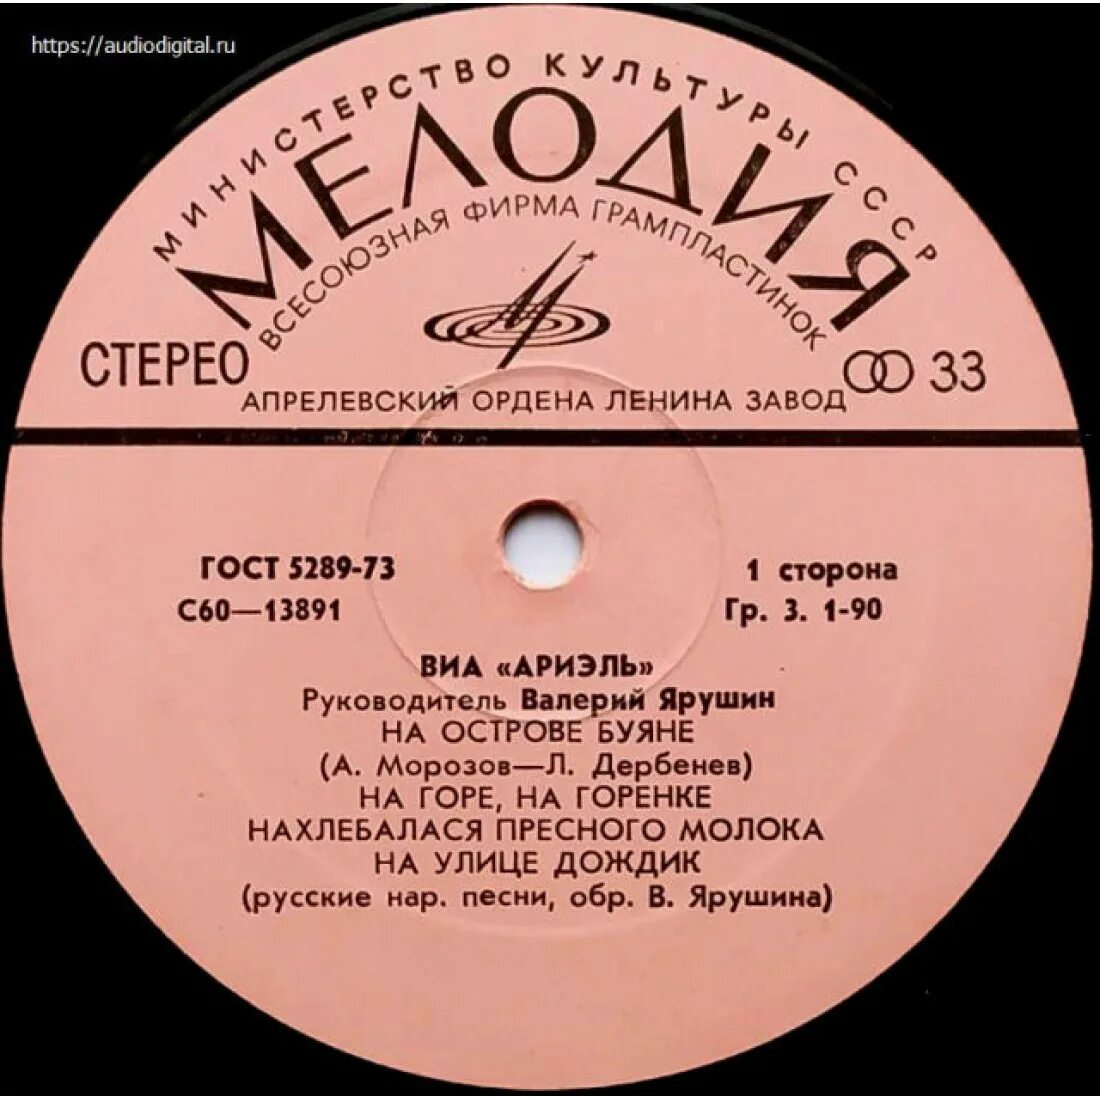 https://audiodigital.ru
МИНИСТЕРСТВО КУЛЬТУРЫ СССР
МЕЛОДИЯ
ВСЕСОЮЗНАЯ ФИРМА ГРАМПЛАСТИНОК
СТЕРЕО 33
АПРЕЛЕВСКИЙ ОРДЕНА ЛЕНИНА ЗАВОД
ГОСТ 5289-73 1 сторона
С60—13891 Гр. 3. 1-90
ВИА «АРИЭЛЬ»
Руководитель Валерий Ярушин
НА ОСТРОВЕ БУЯНЕ
(А. Морозов—Л. Дербенев)
НА ГОРЕ, НА ГОРЕНКЕ
НАХЛЕБАЛАСЯ ПРЕСНОГО МОЛОКА
НА УЛИЦЕ ДОЖДИК
(русские нар. песни, обр. В. Ярушина)